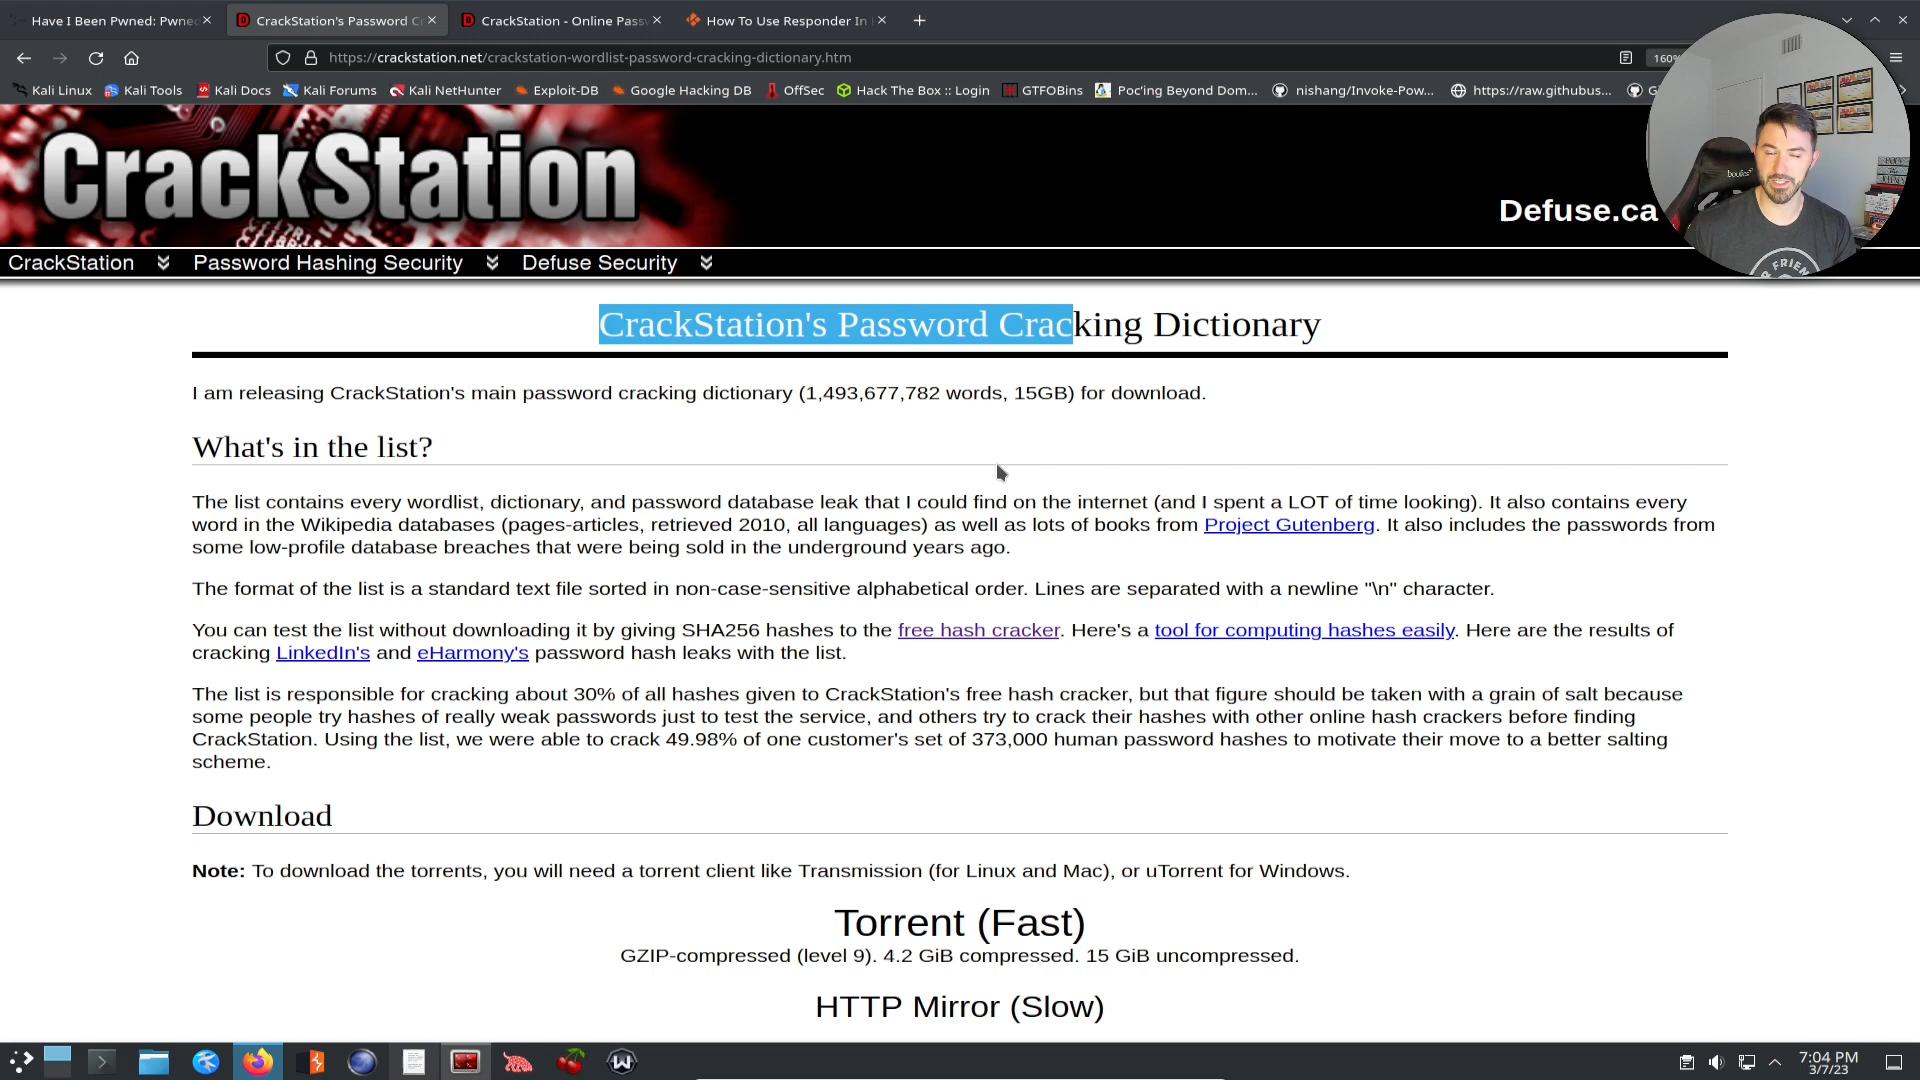 Have I Been Pwned: Pwne
CrackStation's Password C
CrackStation - Online Pass
How To Use Responder In
https://crackstation.net/crackstation-wordlist-password-cracking-dictionary.htm
160%
Kali Linux
Kali Tools
Kali Docs
Kali Forums
Kali NetHunter
Exploit-DB
Google Hacking DB
OffSec
Hack The Box :: Login
GTFOBins
Poc'ing Beyond Dom...
nishang/Invoke-Pow...
https://raw.githubus...
G
CrackStation
Defuse.ca
CrackStation
Password Hashing Security
Defuse Security
CrackStation's Password Cracking Dictionary
I am releasing CrackStation's main password cracking dictionary (1,493,677,782 words, 15GB) for download.
What's in the list?
The list contains every wordlist, dictionary, and password database leak that I could find on the internet (and I spent a LOT of time looking). It also contains every
word in the Wikipedia databases (pages-articles, retrieved 2010, all languages) as well as lots of books from Project Gutenberg. It also includes the passwords from
some low-profile database breaches that were being sold in the underground years ago.
The format of the list is a standard text file sorted in non-case-sensitive alphabetical order. Lines are separated with a newline "\n" character.
You can test the list without downloading it by giving SHA256 hashes to the free hash cracker. Here's a tool for computing hashes easily. Here are the results of
cracking LinkedIn's and eHarmony's password hash leaks with the list.
The list is responsible for cracking about 30% of all hashes given to CrackStation's free hash cracker, but that figure should be taken with a grain of salt because
some people try hashes of really weak passwords just to test the service, and others try to crack their hashes with other online hash crackers before finding
CrackStation. Using the list, we were able to crack 49.98% of one customer's set of 373,000 human password hashes to motivate their move to a better salting
scheme.
Download
Note: To download the torrents, you will need a torrent client like Transmission (for Linux and Mac), or uTorrent for Windows.
Torrent (Fast)
GZIP-compressed (level 9). 4.2 GiB compressed. 15 GiB uncompressed.
HTTP Mirror (Slow)
7:04 PM
3/7/23